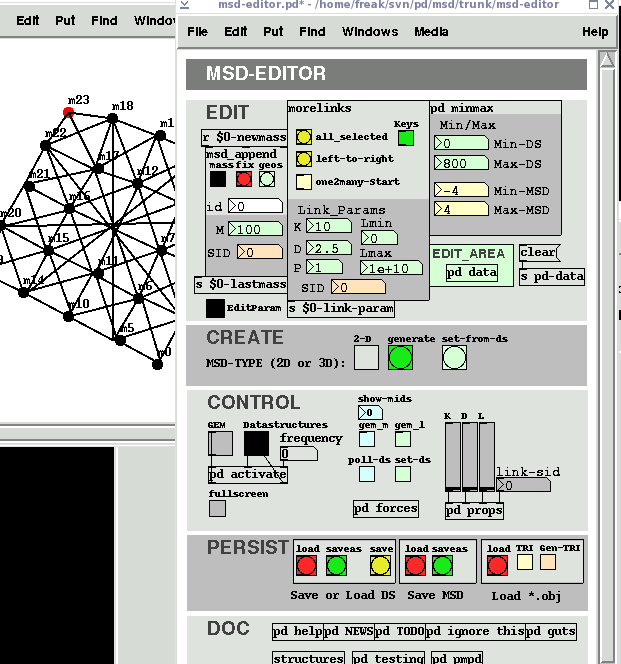 msd-editor.pd* - /home/freak/svn/pd/msd/trunk/msd-editor
Edit Put Find Window
File Edit Put Find Windows Media Help
MSD-EDITOR
EDIT
r $0-newmass
msd_append
mass fix geos
id 0
M 100
SID 0
s $0-lastmass
EditParam
morelinks
Keys
all_selected
left-to-right
one2many-start
Link_Params
K 10 Lmin
0
D 2.5 Lmax
P 1 1e+10
SID 0
s $0-link-param
pd minmax
Min/Max
0 Min-DS
800 Max-DS
-4 Min-MSD
4 Max-MSD
EDIT_AREA
pd data
clear
s pd-data
CREATE
2-D generate set-from-ds
MSD-TYPE (2D or 3D):
CONTROL
GEM Datastructures
frequency
0
pd activate
fullscreen
show-mids
0
gem_m gem_l
poll-ds set-ds
pd forces
K D L
link-sid
0
pd props
PERSIST
load saveas save
Save or Load DS
load saveas
Save MSD
load TRI Gen-TRI
Load *.obj
DOC
pd help pd NEWS pd TODO pd ignore this pd guts
structures pd testing pd pmpd
m23
m18
m1
m22
m17
m12
m21
m16
m20
m15
m7
m11
m14
m6
m10
m5
m0